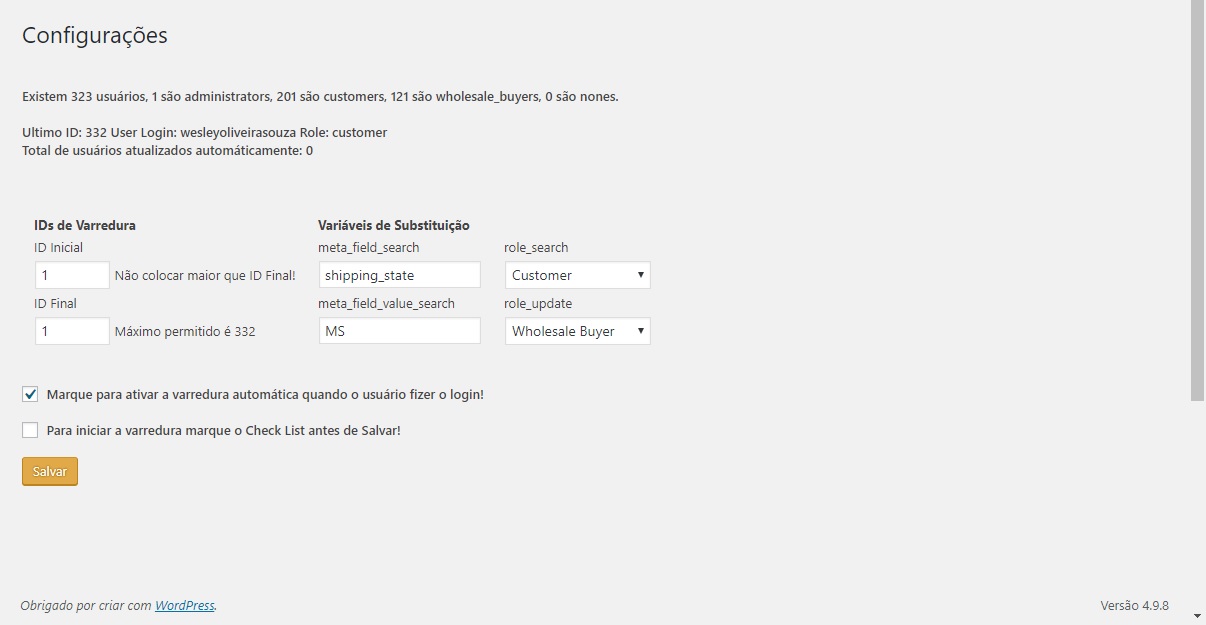 Configurações
Existem 323 usuários, 1 são administrators, 201 são customers, 121 são wholesale_buyers, 0 são nones.
Ultimo ID: 332 User Login: wesleyoliveirasouza Role: customer
Total de usuários atualizados automáticamente: 0
IDs de Varredura
ID Inicial
1 Não colocar maior que ID Final!
ID Final
1 Máximo permitido é 332
Variáveis de Substituição
meta_field_search
shipping_state
meta_field_value_search
MS
role_search
Customer
role_update
Wholesale Buyer
Marque para ativar a varredura automática quando o usuário fizer o login!
Para iniciar a varredura marque o Check List antes de Salvar!
Salvar
Obrigado por criar com WordPress.
Versão 4.9.8